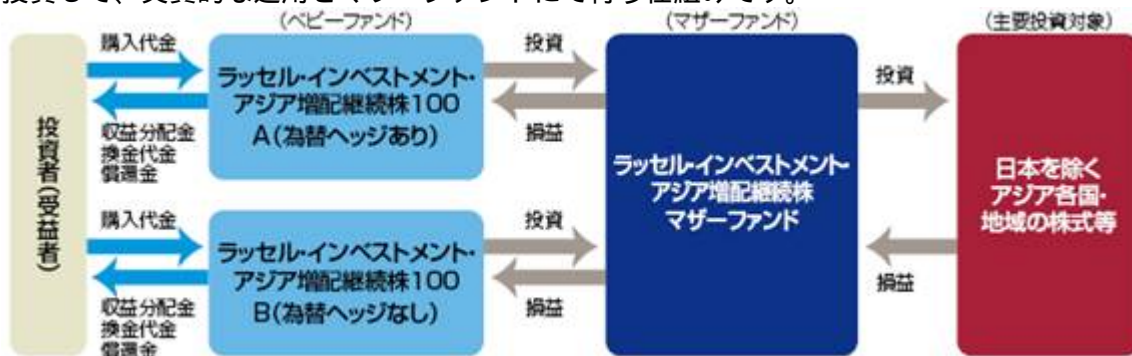 投資して、実質的な運用をマザーファンドにて行う仕組みです。
(ベビーファンド)
(マザーファンド)
(主要投資対象)
投資者(受益者)
購入代金
収益分配金
換金代金
償還金
ラッセル・インベストメント・
アジア増配継続株100
A(為替ヘッジあり)
投資
損益
購入代金
収益分配金
換金代金
償還金
ラッセル・インベストメント・
アジア増配継続株100
B(為替ヘッジなし)
投資
損益
ラッセル・インベストメント・
アジア増配継続株
マザーファンド
投資
損益
日本を除く
アジア各国・
地域の株式等